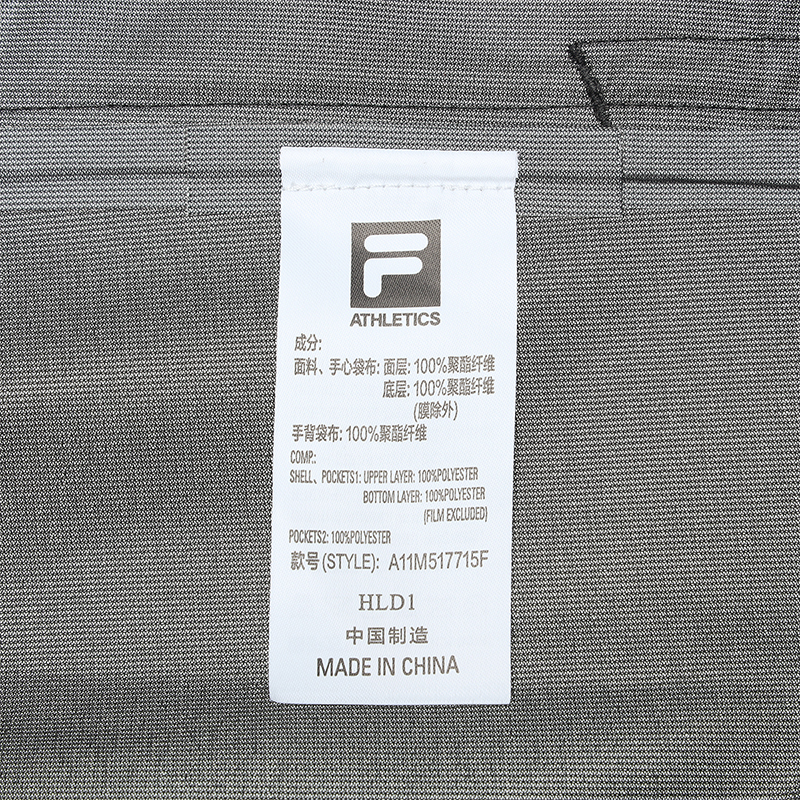 F
ATHLETICS
成分:
面料、手心袋布: 面层: 100%聚酯纤维
底层: 100%聚酯纤维
(膜除外)
手背袋布: 100%聚酯纤维
COMP.:
SHELL, POCKETS1: UPPER LAYER: 100%POLYESTER
BOTTOM LAYER: 100%POLYESTER
(FILM EXCLUDED)
POCKETS2: 100%POLYESTER
款号(STYLE): A11M517715F
HLD1
中国制造
MADE IN CHINA